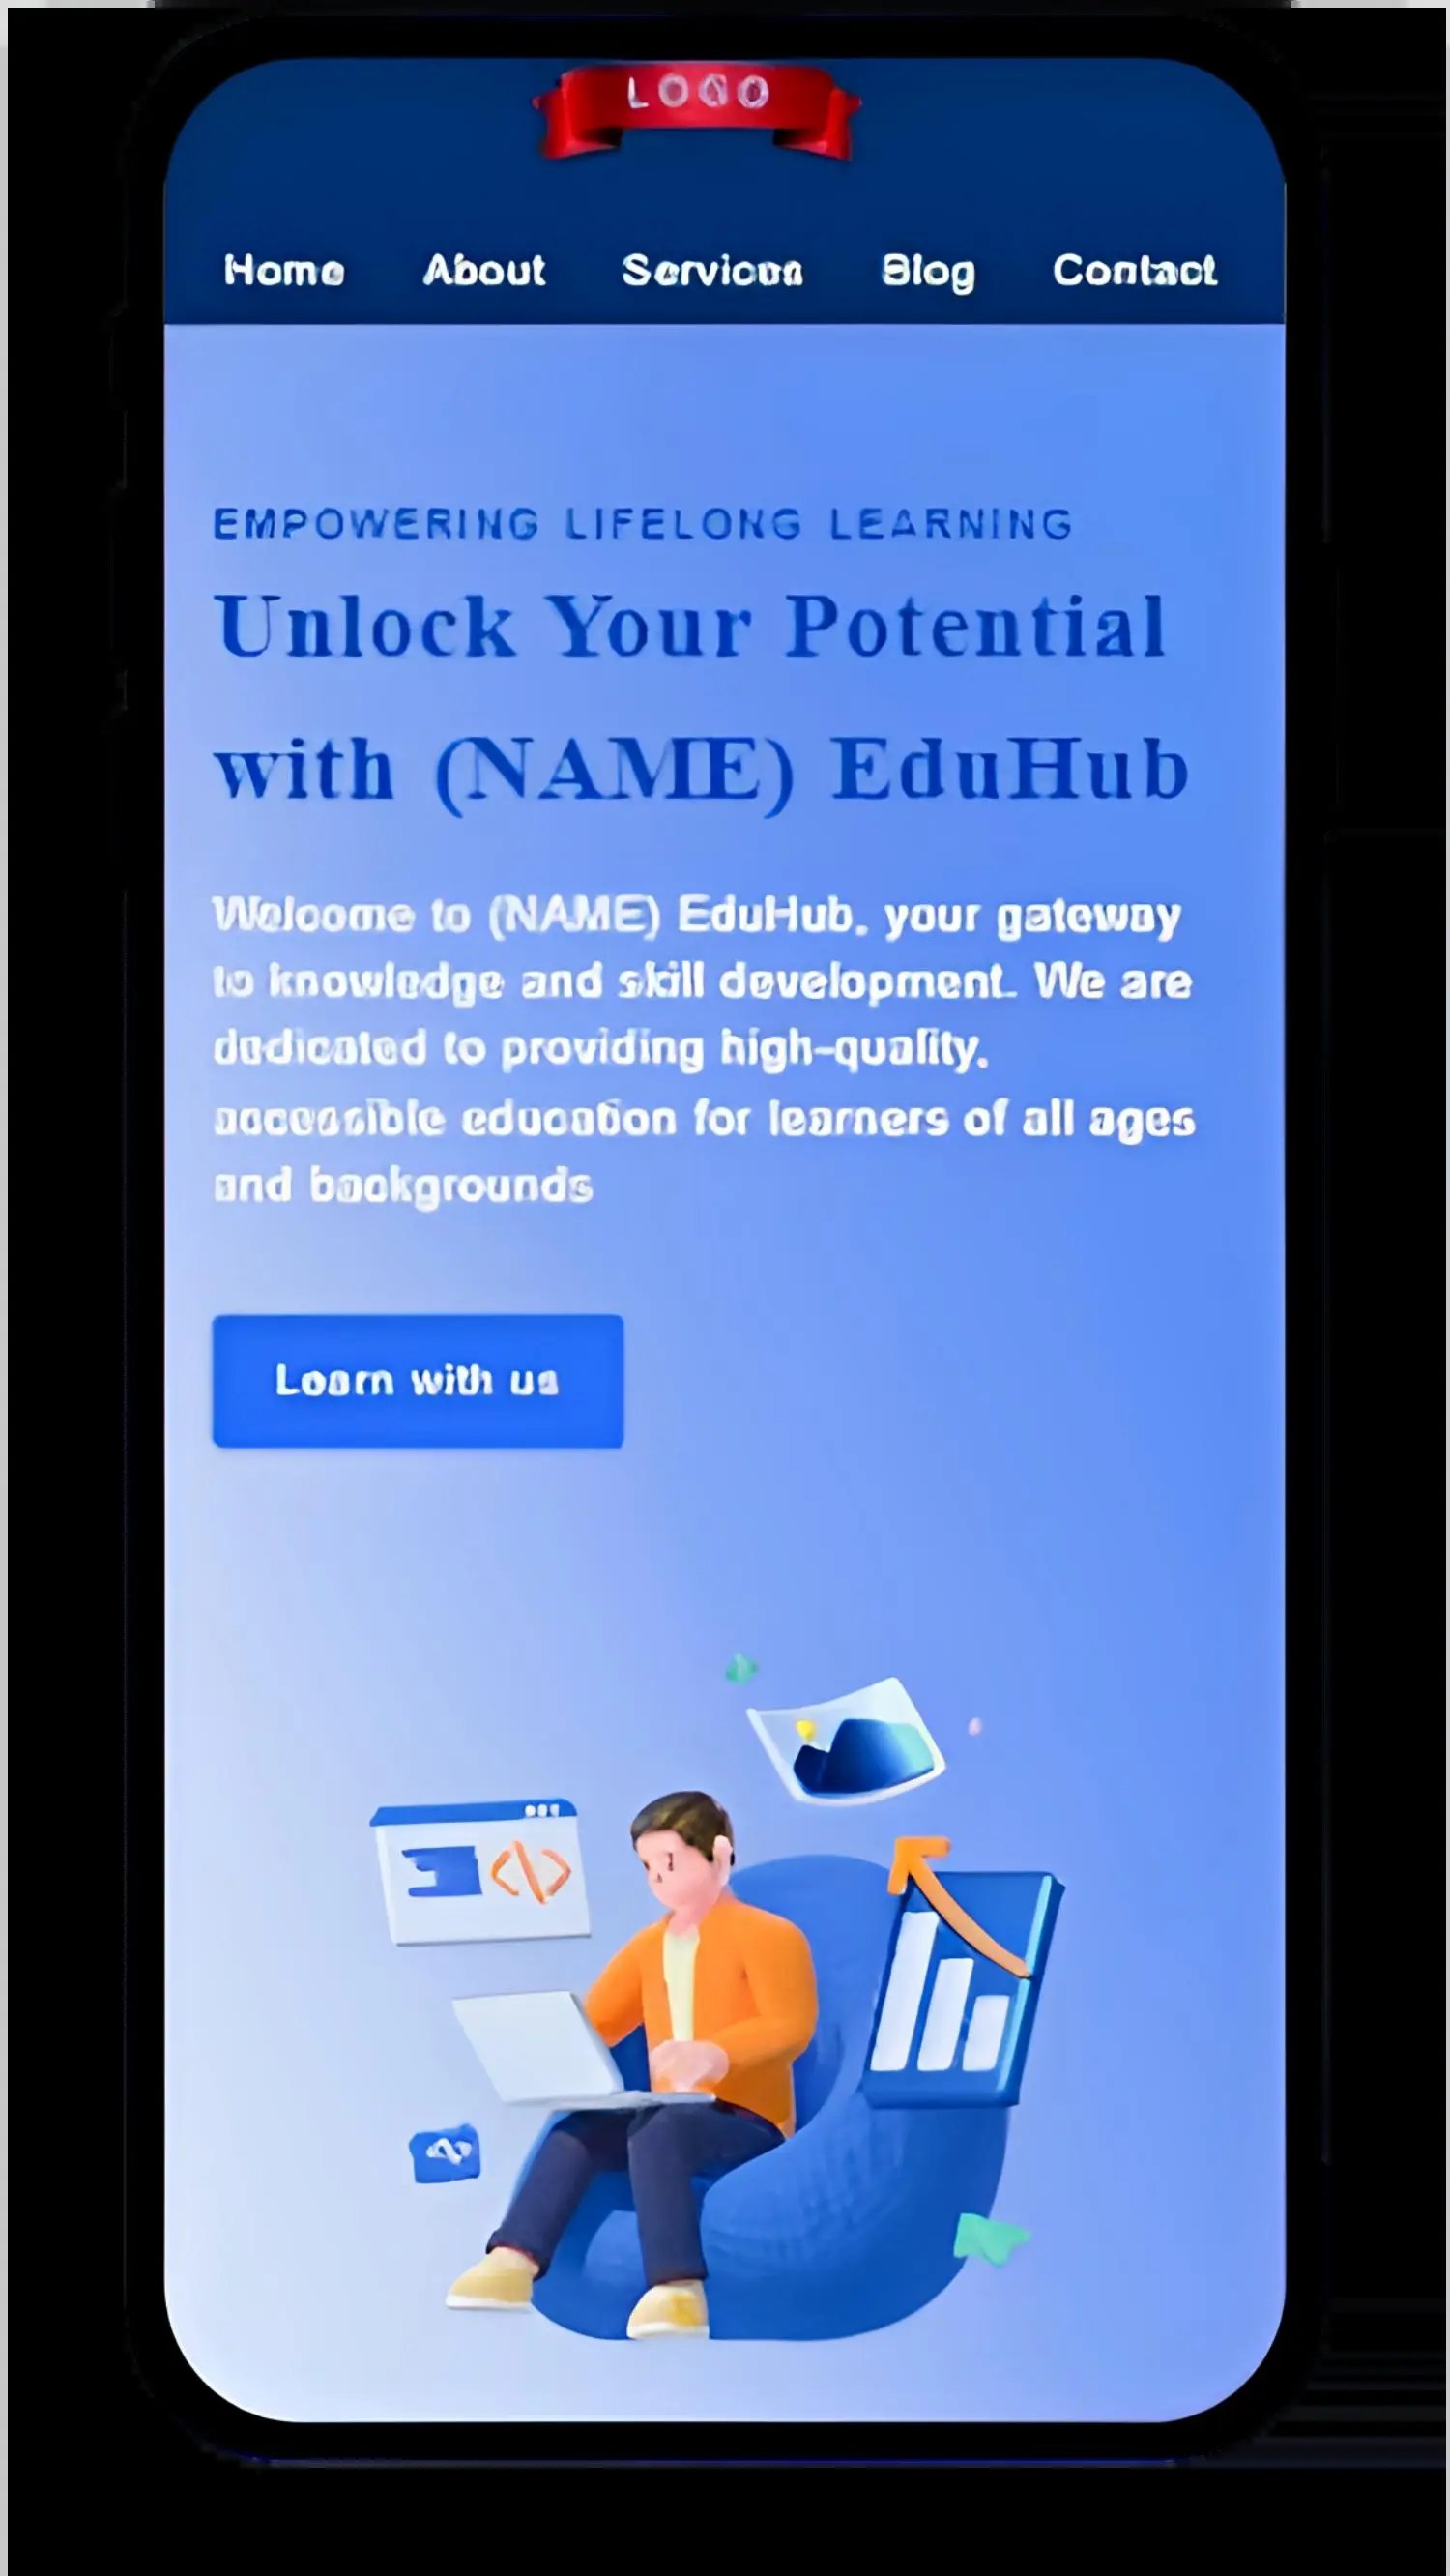 LOGO
Home About Services Blog Contact
EMPOWERING LIFELONG LEARNING
Unlock Your Potential
with (NAME) EduHub
Welcome to (NAME) EduHub, your gateway
to knowledge and skill development. We are
dedicated to providing high-quality,
accessible education for learners of all ages
and backgrounds
Learn with us